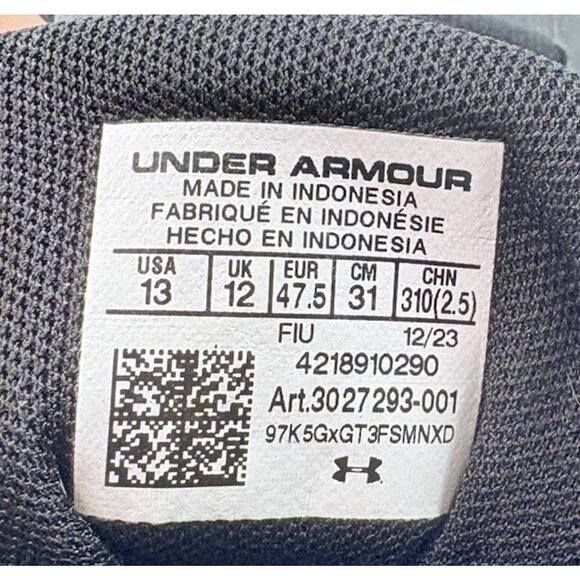 UNDER ARMOUR
MADE IN INDONESIA
FABRIQUÉ EN INDONÉSIE
HECHO EN INDONESIA
USA UK EUR CM CHN
13 12 47.5 31 310(2.5)
FIU 12/23
4218910290
Art.3027293-001
97K5GxGT3FSMNXD